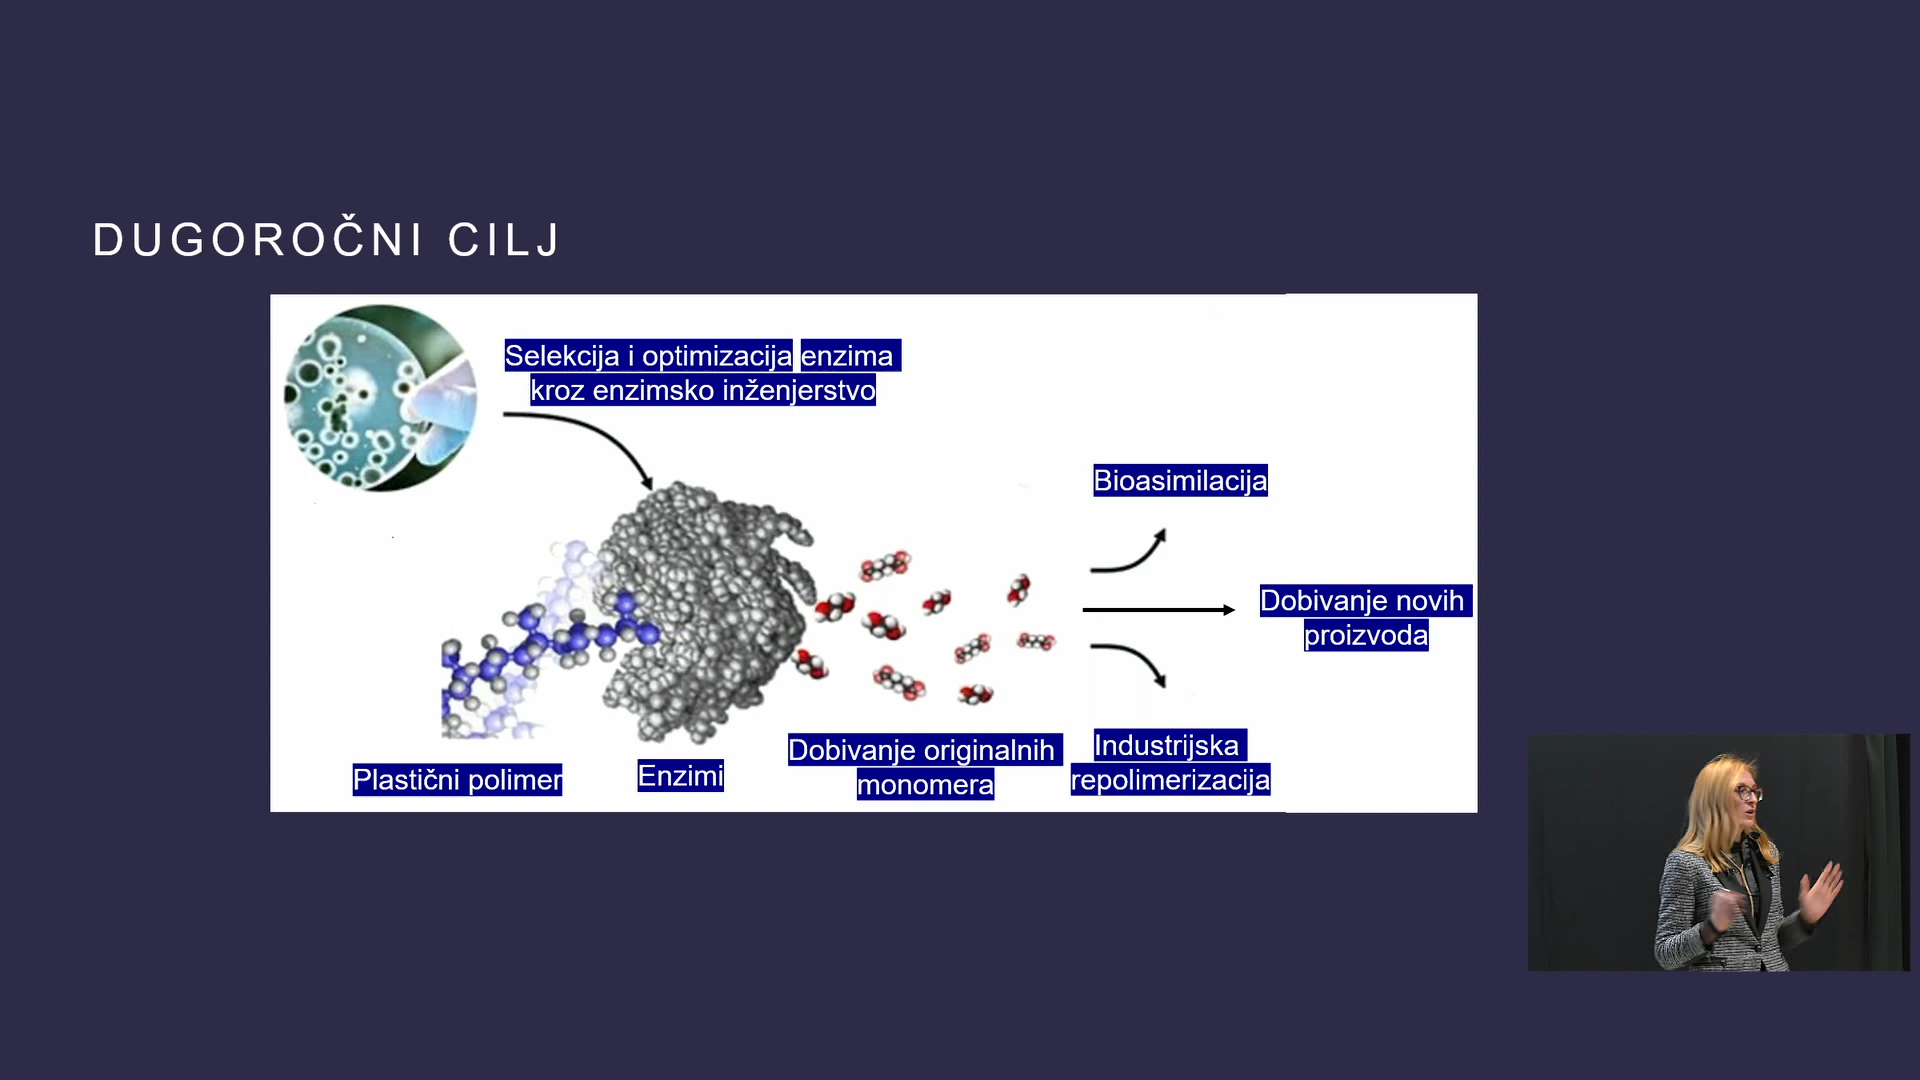 DUGOROČNI CILJ
Selekcija i optimizacija enzima
kroz enzimsko inženjerstvo
Bioasimilacija
Dobivanje novih
proizvoda
Plastični polimer
Enzimi
Dobivanje originalnih
monomera
Industrijska
repolimerizacija